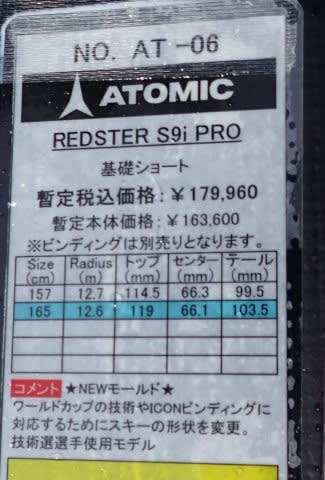 NO. AT -06
ATOMIC
REDSTER S9i PRO
基礎ショート
暫定税込価格：￥179,960
暫定本体価格：￥163,600
※ビンディングは別売りとなります。
Size (cm) Radius (m) トップ (mm) センター (mm) テール (mm)
157 12.7 114.5 66.3 99.5
165 12.6 119 66.1 103.5
コメント ★NEWモールド★
ワールドカップの技術やICONビンディングに
対応するためにスキーの形状を変更。
技術選選手使用モデル